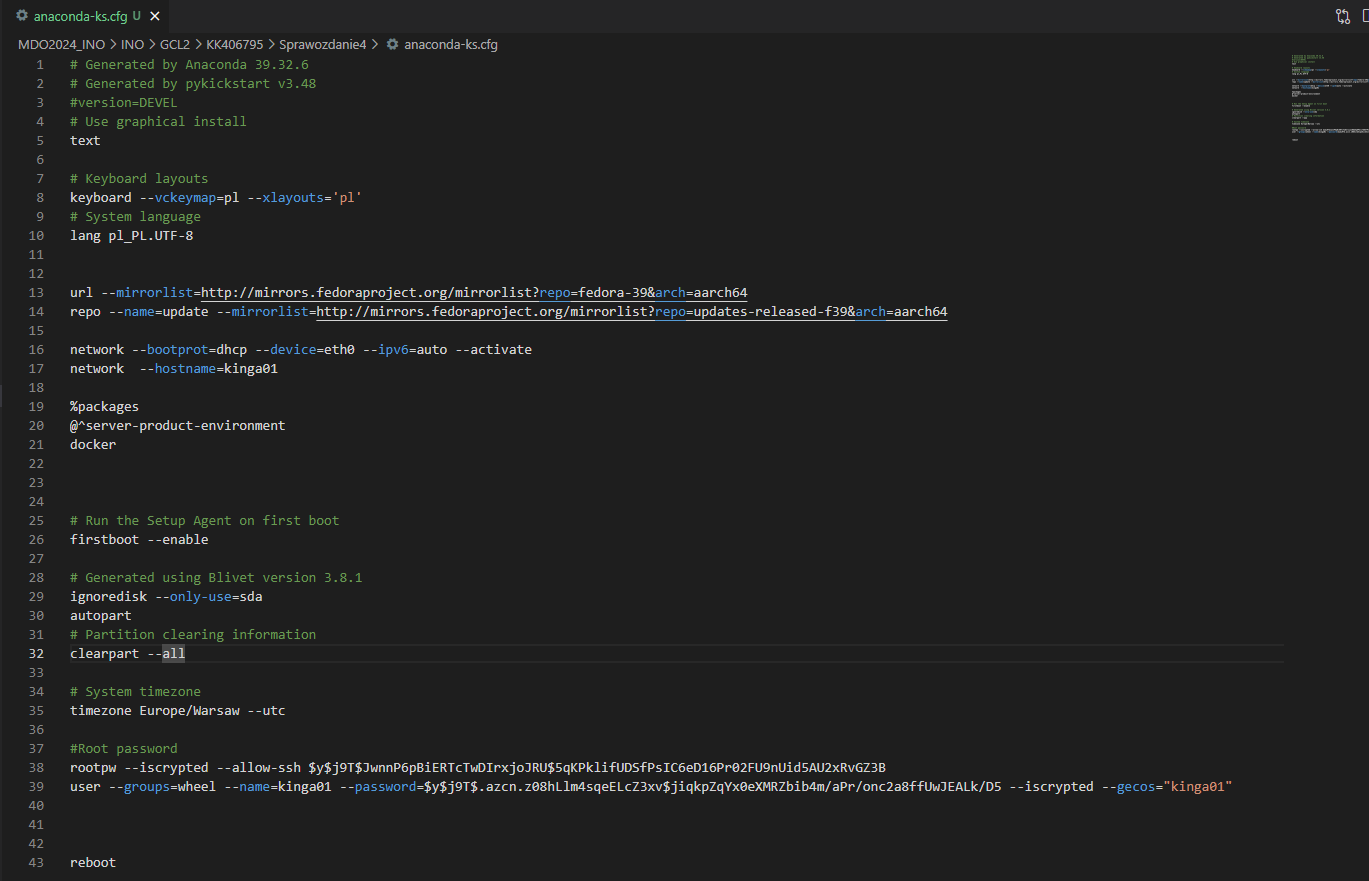 anaconda-ks.cfg U
MDO2024_INO > INO > GCL2 > KK406795 > Sprawozdanie4 > anaconda-ks.cfg
1 # Generated by Anaconda 39.32.6
2 # Generated by pykickstart v3.48
3 #version=DEVEL
4 # Use graphical install
5 text
6
7 # Keyboard layouts
8 keyboard --vckeymap=pl --xlayouts='pl'
9 # System language
10 lang pl_PL.UTF-8
11
12
13 url --mirrorlist=http://mirrors.fedoraproject.org/mirrorlist?repo=fedora-39&arch=aarch64
14 repo --name=update --mirrorlist=http://mirrors.fedoraproject.org/mirrorlist?repo=updates-released-f39&arch=aarch64
15
16 network --bootprot=dhcp --device=eth0 --ipv6=auto --activate
17 network  --hostname=kinga01
18
19 %packages
20 @^server-product-environment
21 docker
22
23
24
25 # Run the Setup Agent on first boot
26 firstboot --enable
27
28 # Generated using Blivet version 3.8.1
29 ignoredisk --only-use=sda
30 autopart
31 # Partition clearing information
32 clearpart --all
33
34 # System timezone
35 timezone Europe/Warsaw --utc
36
37 #Root password
38 rootpw --iscrypted --allow-ssh $y$j9T$JwnnP6pBiERTcTwDIrxjoJRU$5qKPklifUDSfPsIC6eD16Pr02FU9nUid5AU2xRvGZ3B
39 user --groups=wheel --name=kinga01 --password=$y$j9T$.azcn.z08hLlm4sqeELcZ3xv$jiqkpZqYx0eXMRZbib4m/aPr/onc2a8ffUwJEALk/D5 --iscrypted --gecos="kinga01"
40
41
42
43 reboot